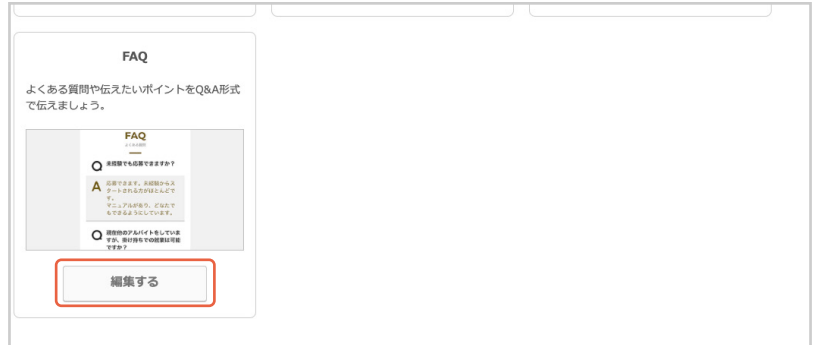 FAQ
よくある質問や伝えたいポイントをQ&A形式
で伝えましょう。
FAQ
よくある質問
Q 未経験でも応募できますか？
A 応募できます。未経験からス
タートされる方がほとんどで
す。
マニュアルがあり、どなたで
もできるようにしています。
Q 現在他のアルバイトをしていま
すが、掛け持ちでの就業は可能
ですか？
編集する